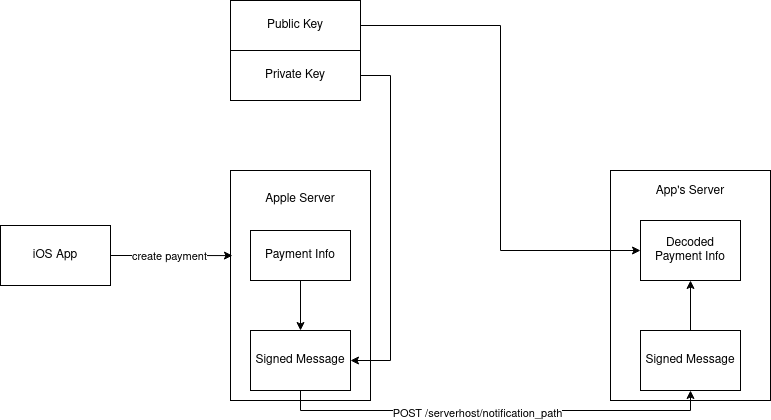 Public Key
Private Key
Apple Server
App's Server
iOS App
create payment
Payment Info
Decoded
Payment Info
Signed Message
Signed Message
POST /serverhost/notification_path